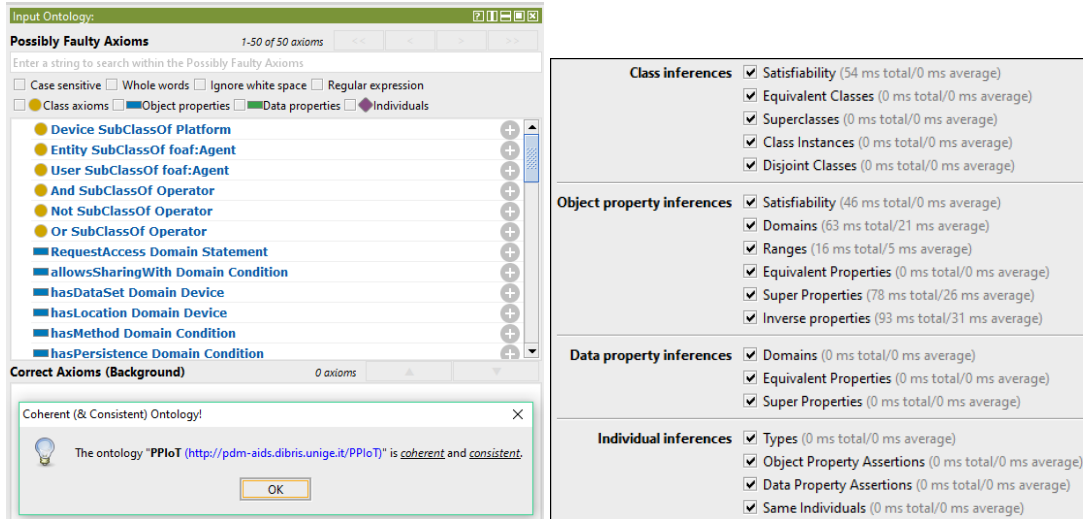 Input Ontology:
Possibly Faulty Axioms 1-50 of 50 axioms << < > >>
Enter a string to search within the Possibly Faulty Axioms
Case sensitive Whole words Ignore white space Regular expression
Class axioms Object properties Data properties Individuals
Device SubClassOf Platform
Entity SubClassOf foaf:Agent
User SubClassOf foaf:Agent
And SubClassOf Operator
Not SubClassOf Operator
Or SubClassOf Operator
RequestAccess Domain Statement
allowsSharingWith Domain Condition
hasDataSet Domain Device
hasLocation Domain Device
hasMethod Domain Condition
hasPersistence Domain Condition
Correct Axioms (Background) 0 axioms
Coherent (& Consistent) Ontology!
The ontology "PPIoT (http://pdm-aids.dibris.unige.it/PPIoT)" is coherent and consistent.
OK
Class inferences Satisfiability (54 ms total/0 ms average)
Equivalent Classes (0 ms total/0 ms average)
Superclasses (0 ms total/0 ms average)
Class Instances (0 ms total/0 ms average)
Disjoint Classes (0 ms total/0 ms average)
Object property inferences Satisfiability (46 ms total/0 ms average)
Domains (63 ms total/21 ms average)
Ranges (16 ms total/5 ms average)
Equivalent Properties (0 ms total/0 ms average)
Super Properties (78 ms total/26 ms average)
Inverse properties (93 ms total/31 ms average)
Data property inferences Domains (0 ms total/0 ms average)
Equivalent Properties (0 ms total/0 ms average)
Super Properties (0 ms total/0 ms average)
Individual inferences Types (0 ms total/0 ms average)
Object Property Assertions (0 ms total/0 ms average)
Data Property Assertions (0 ms total/0 ms average)
Same Individuals (0 ms total/0 ms average)